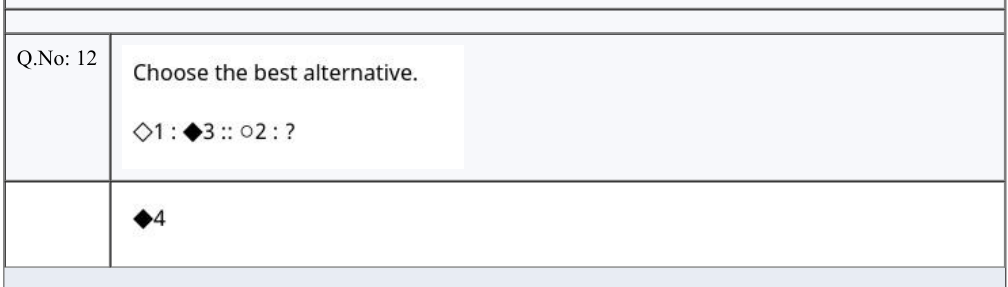 Q.No: 12
Choose the best alternative.
◇1 : ◆3 :: ○2 : ?
◆4